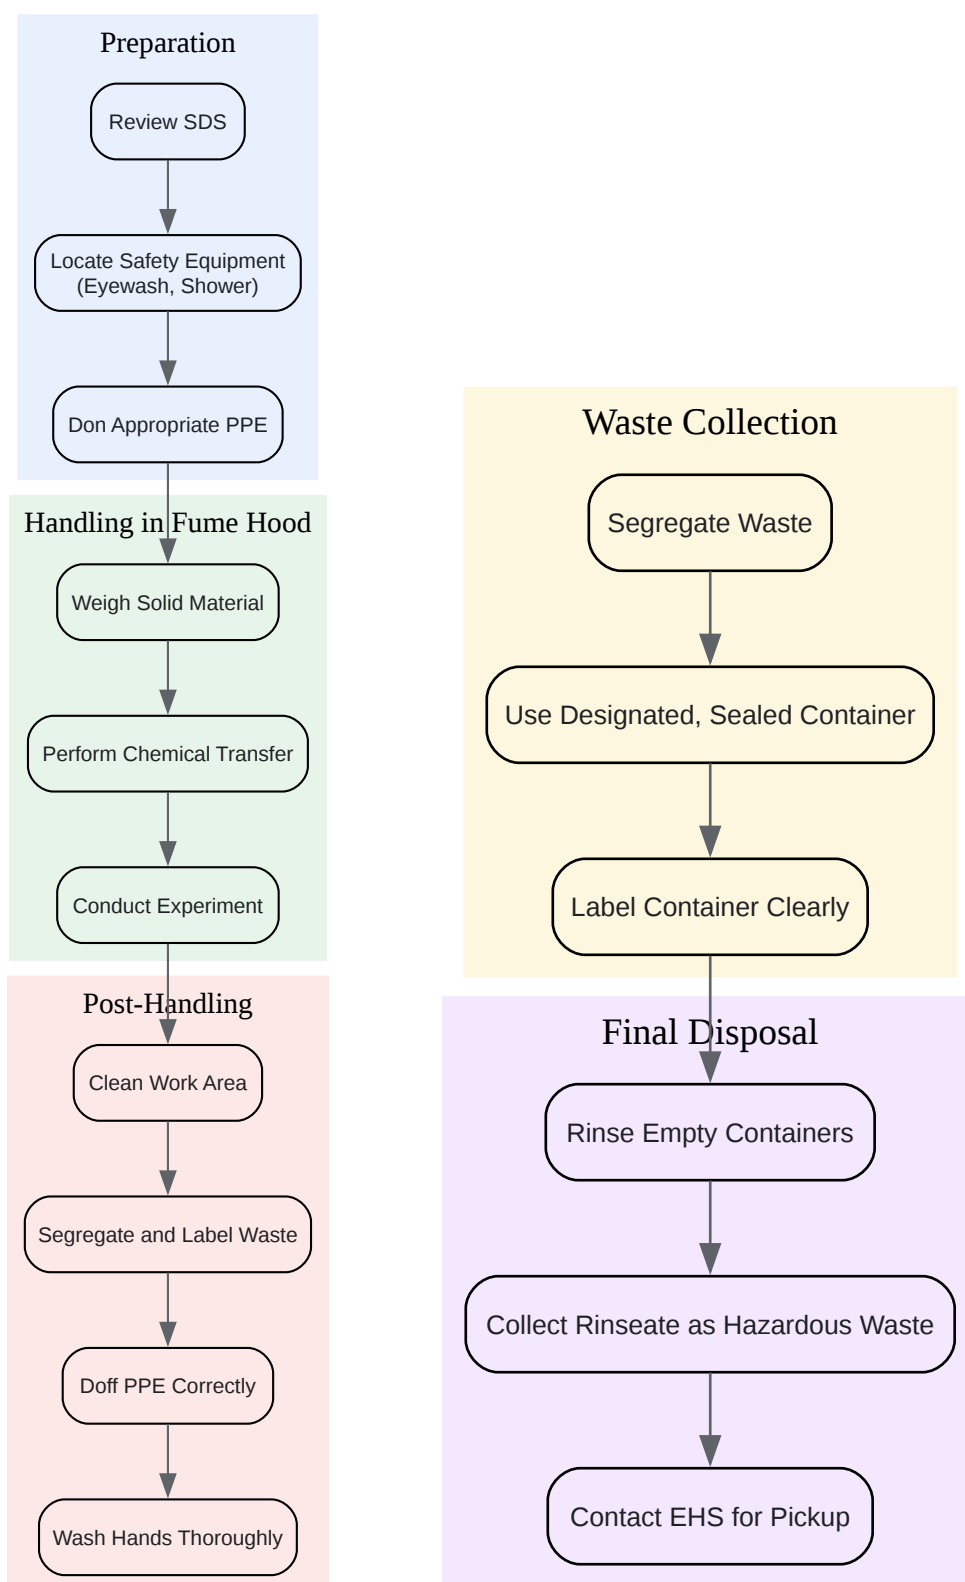 Preparation
Review SDS
Locate Safety Equipment
(Eyewash, Shower)
Don Appropriate PPE
Handling in Fume Hood
Weigh Solid Material
Perform Chemical Transfer
Conduct Experiment
Post-Handling
Clean Work Area
Segregate and Label Waste
Doff PPE Correctly
Wash Hands Thoroughly
Waste Collection
Segregate Waste
Use Designated, Sealed Container
Label Container Clearly
Final Disposal
Rinse Empty Containers
Collect Rinseate as Hazardous Waste
Contact EHS for Pickup